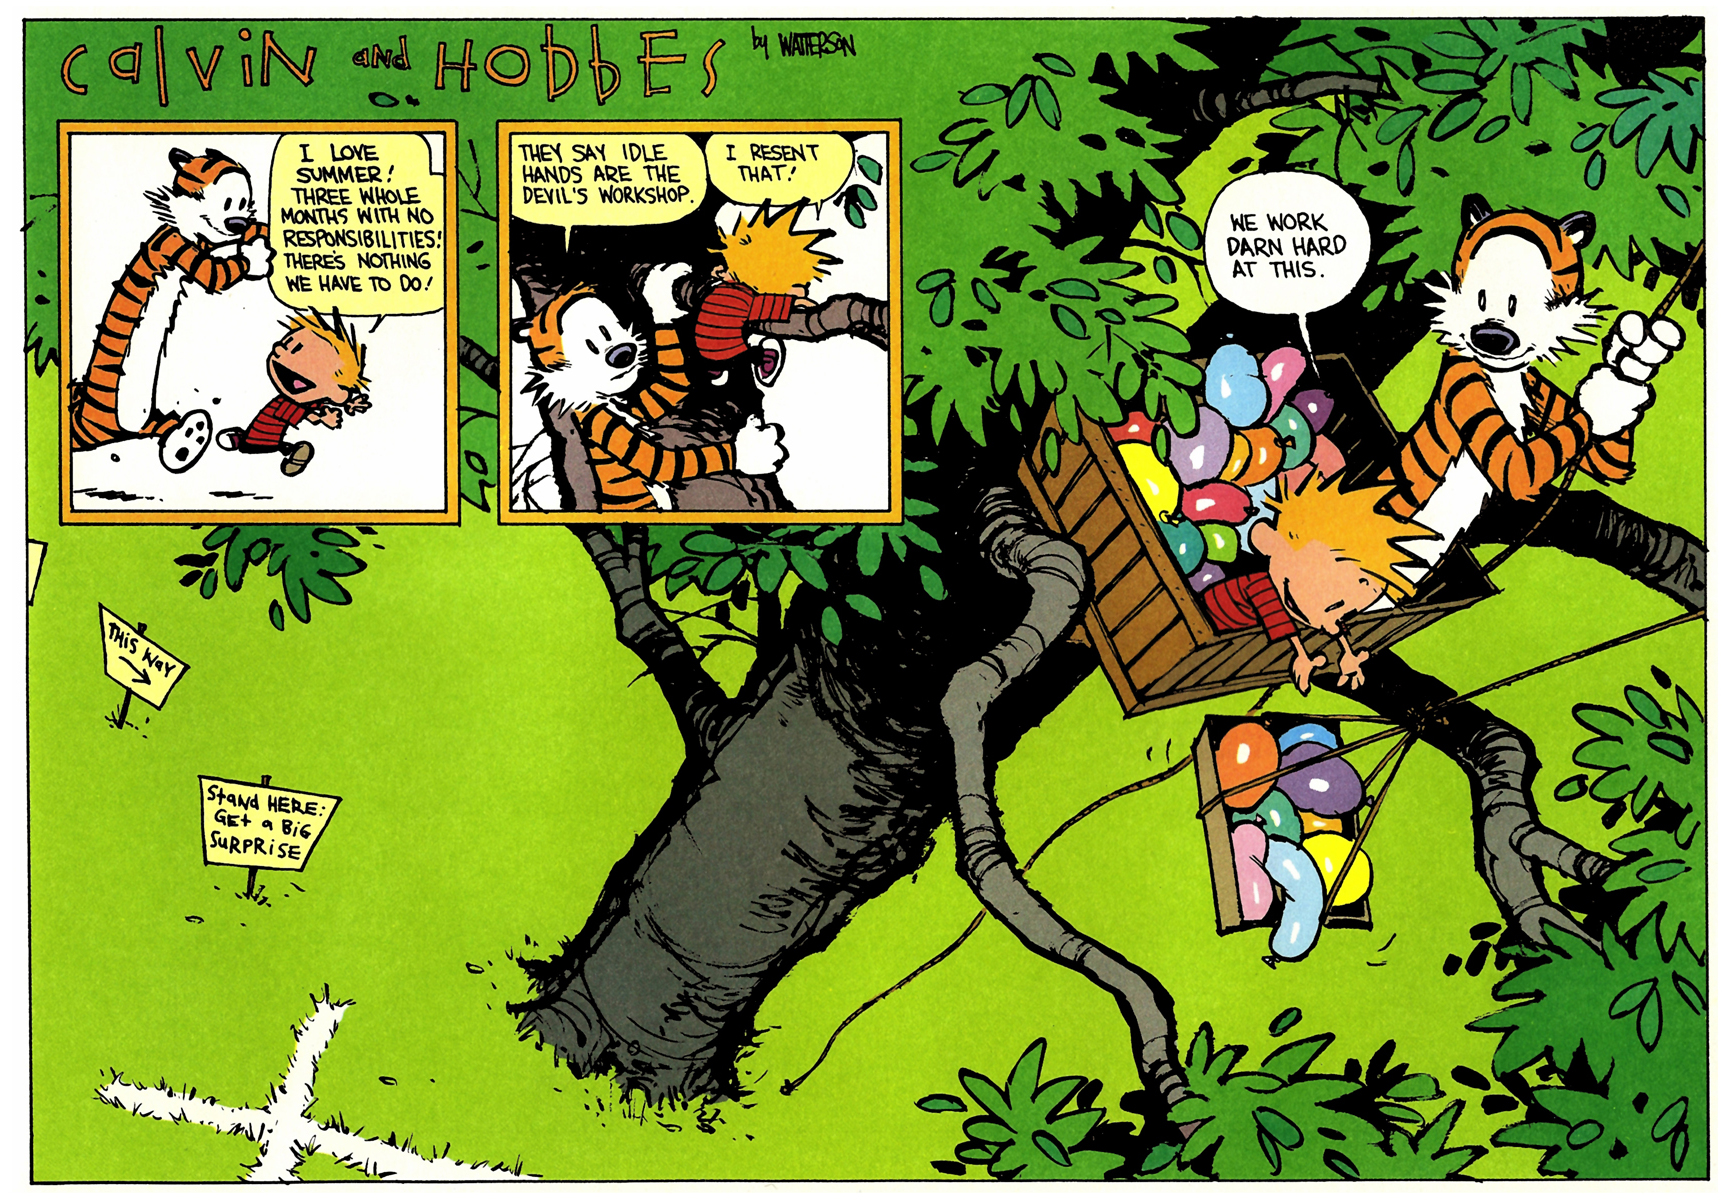 Calvin and Hobbes by WATTERSON
I LOVE
SUMMER!
THREE WHOLE
MONTHS WITH NO
RESPONSIBILITIES!
THERE'S NOTHING
WE HAVE TO DO!
THEY SAY IDLE
HANDS ARE THE
DEVIL'S WORKSHOP.
I RESENT
THAT!
WE WORK
DARN HARD
AT THIS.
THIS WAY
StAND HERE:
GEt a BiG
SURPRiSE